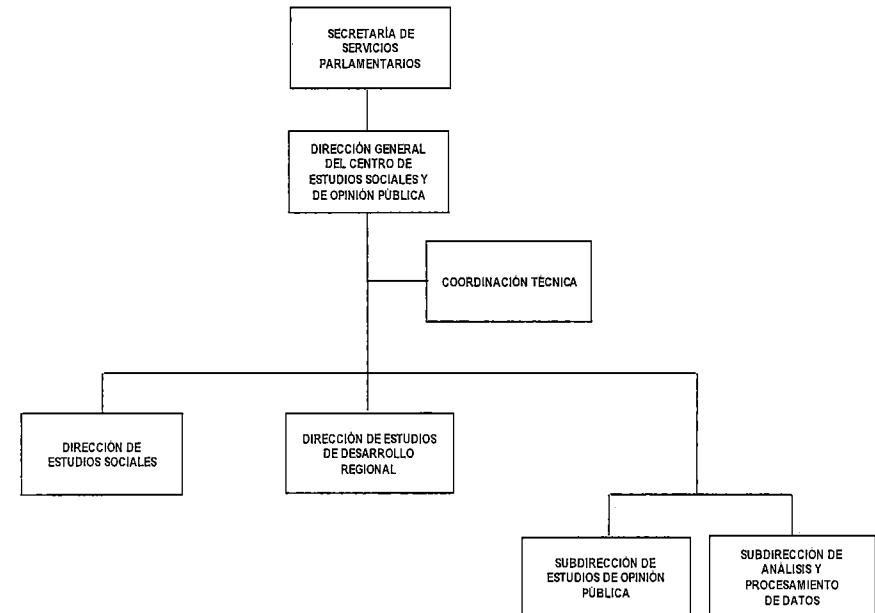 SECRETARÍA DE
SERVICIOS
PARLAMENTARIOS
DIRECCIÓN GENERAL
DEL CENTRO DE
ESTUDIOS SOCIALES Y
DE OPINIÓN PÚBLICA
COORDINACIÓN TÉCNICA
DIRECCIÓN DE
ESTUDIOS SOCIALES
DIRECCIÓN DE ESTUDIOS
DE DESARROLLO
REGIONAL
SUBDIRECCIÓN DE
ESTUDIOS DE OPINIÓN
PÚBLICA
SUBDIRECCIÓN DE
ANÁLISIS Y
PROCESAMIENTO
DE DATOS